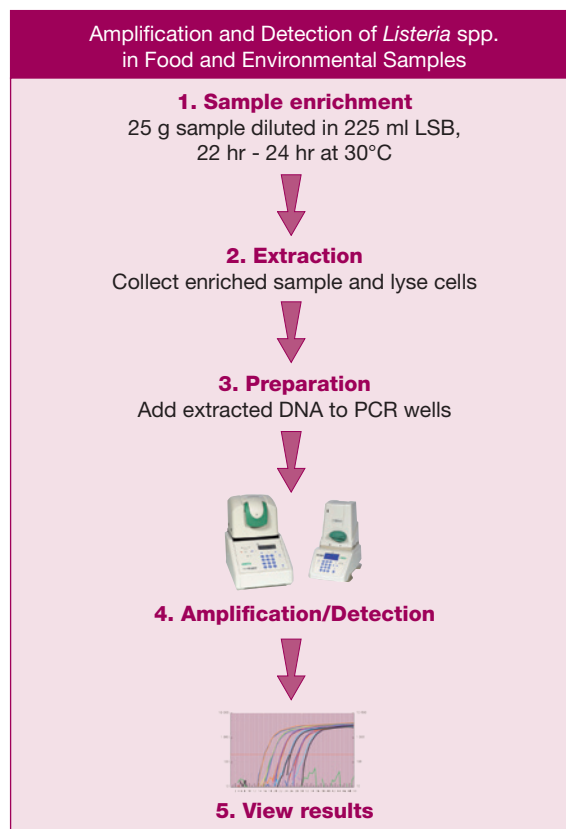 Amplification and Detection of Listeria spp.
in Food and Environmental Samples
1. Sample enrichment
25 g sample diluted in 225 ml LSB,
22 hr - 24 hr at 30°C
2. Extraction
Collect enriched sample and lyse cells
3. Preparation
Add extracted DNA to PCR wells
4. Amplification/Detection
5. View results